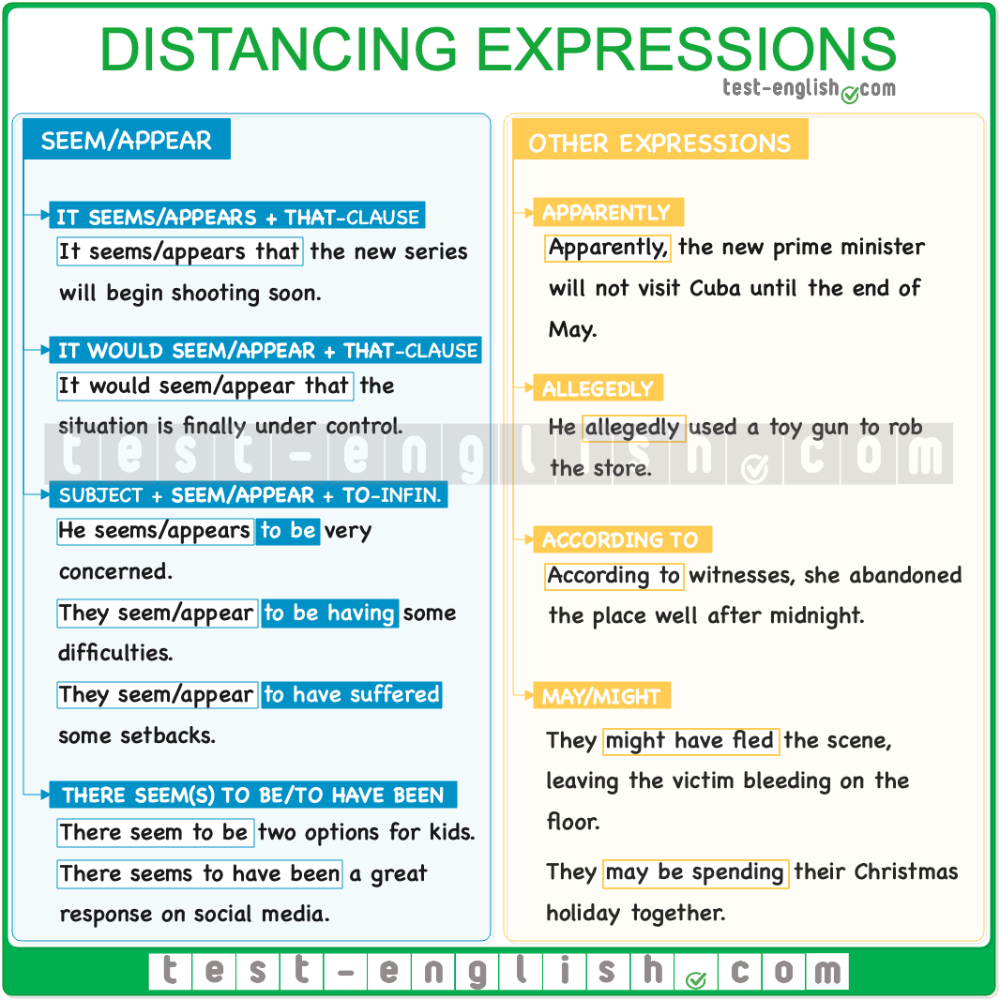 DISTANCING EXPRESSIONS
test-english.com
SEEM/APPEAR
IT SEEMS/APPEARS + THAT-CLAUSE
It seems/appears that the new series
will begin shooting soon.
IT WOULD SEEM/APPEAR + THAT-CLAUSE
It would seem/appear that the
situation is finally under control.
SUBJECT + SEEM/APPEAR + TO-INFIN.
He seems/appears to be very
concerned.
They seem/appear to be having some
difficulties.
They seem/appear to have suffered
some setbacks.
THERE SEEM(S) TO BE/TO HAVE BEEN
There seem to be two options for kids.
There seems to have been a great
response on social media.
OTHER EXPRESSIONS
APPARENTLY
Apparently, the new prime minister
will not visit Cuba until the end of
May.
ALLEGEDLY
He allegedly used a toy gun to rob
the store.
ACCORDING TO
According to witnesses, she abandoned
the place well after midnight.
MAY/MIGHT
They might have fled the scene,
leaving the victim bleeding on the
floor.
They may be spending their Christmas
holiday together.
test-english.com
test-english.com